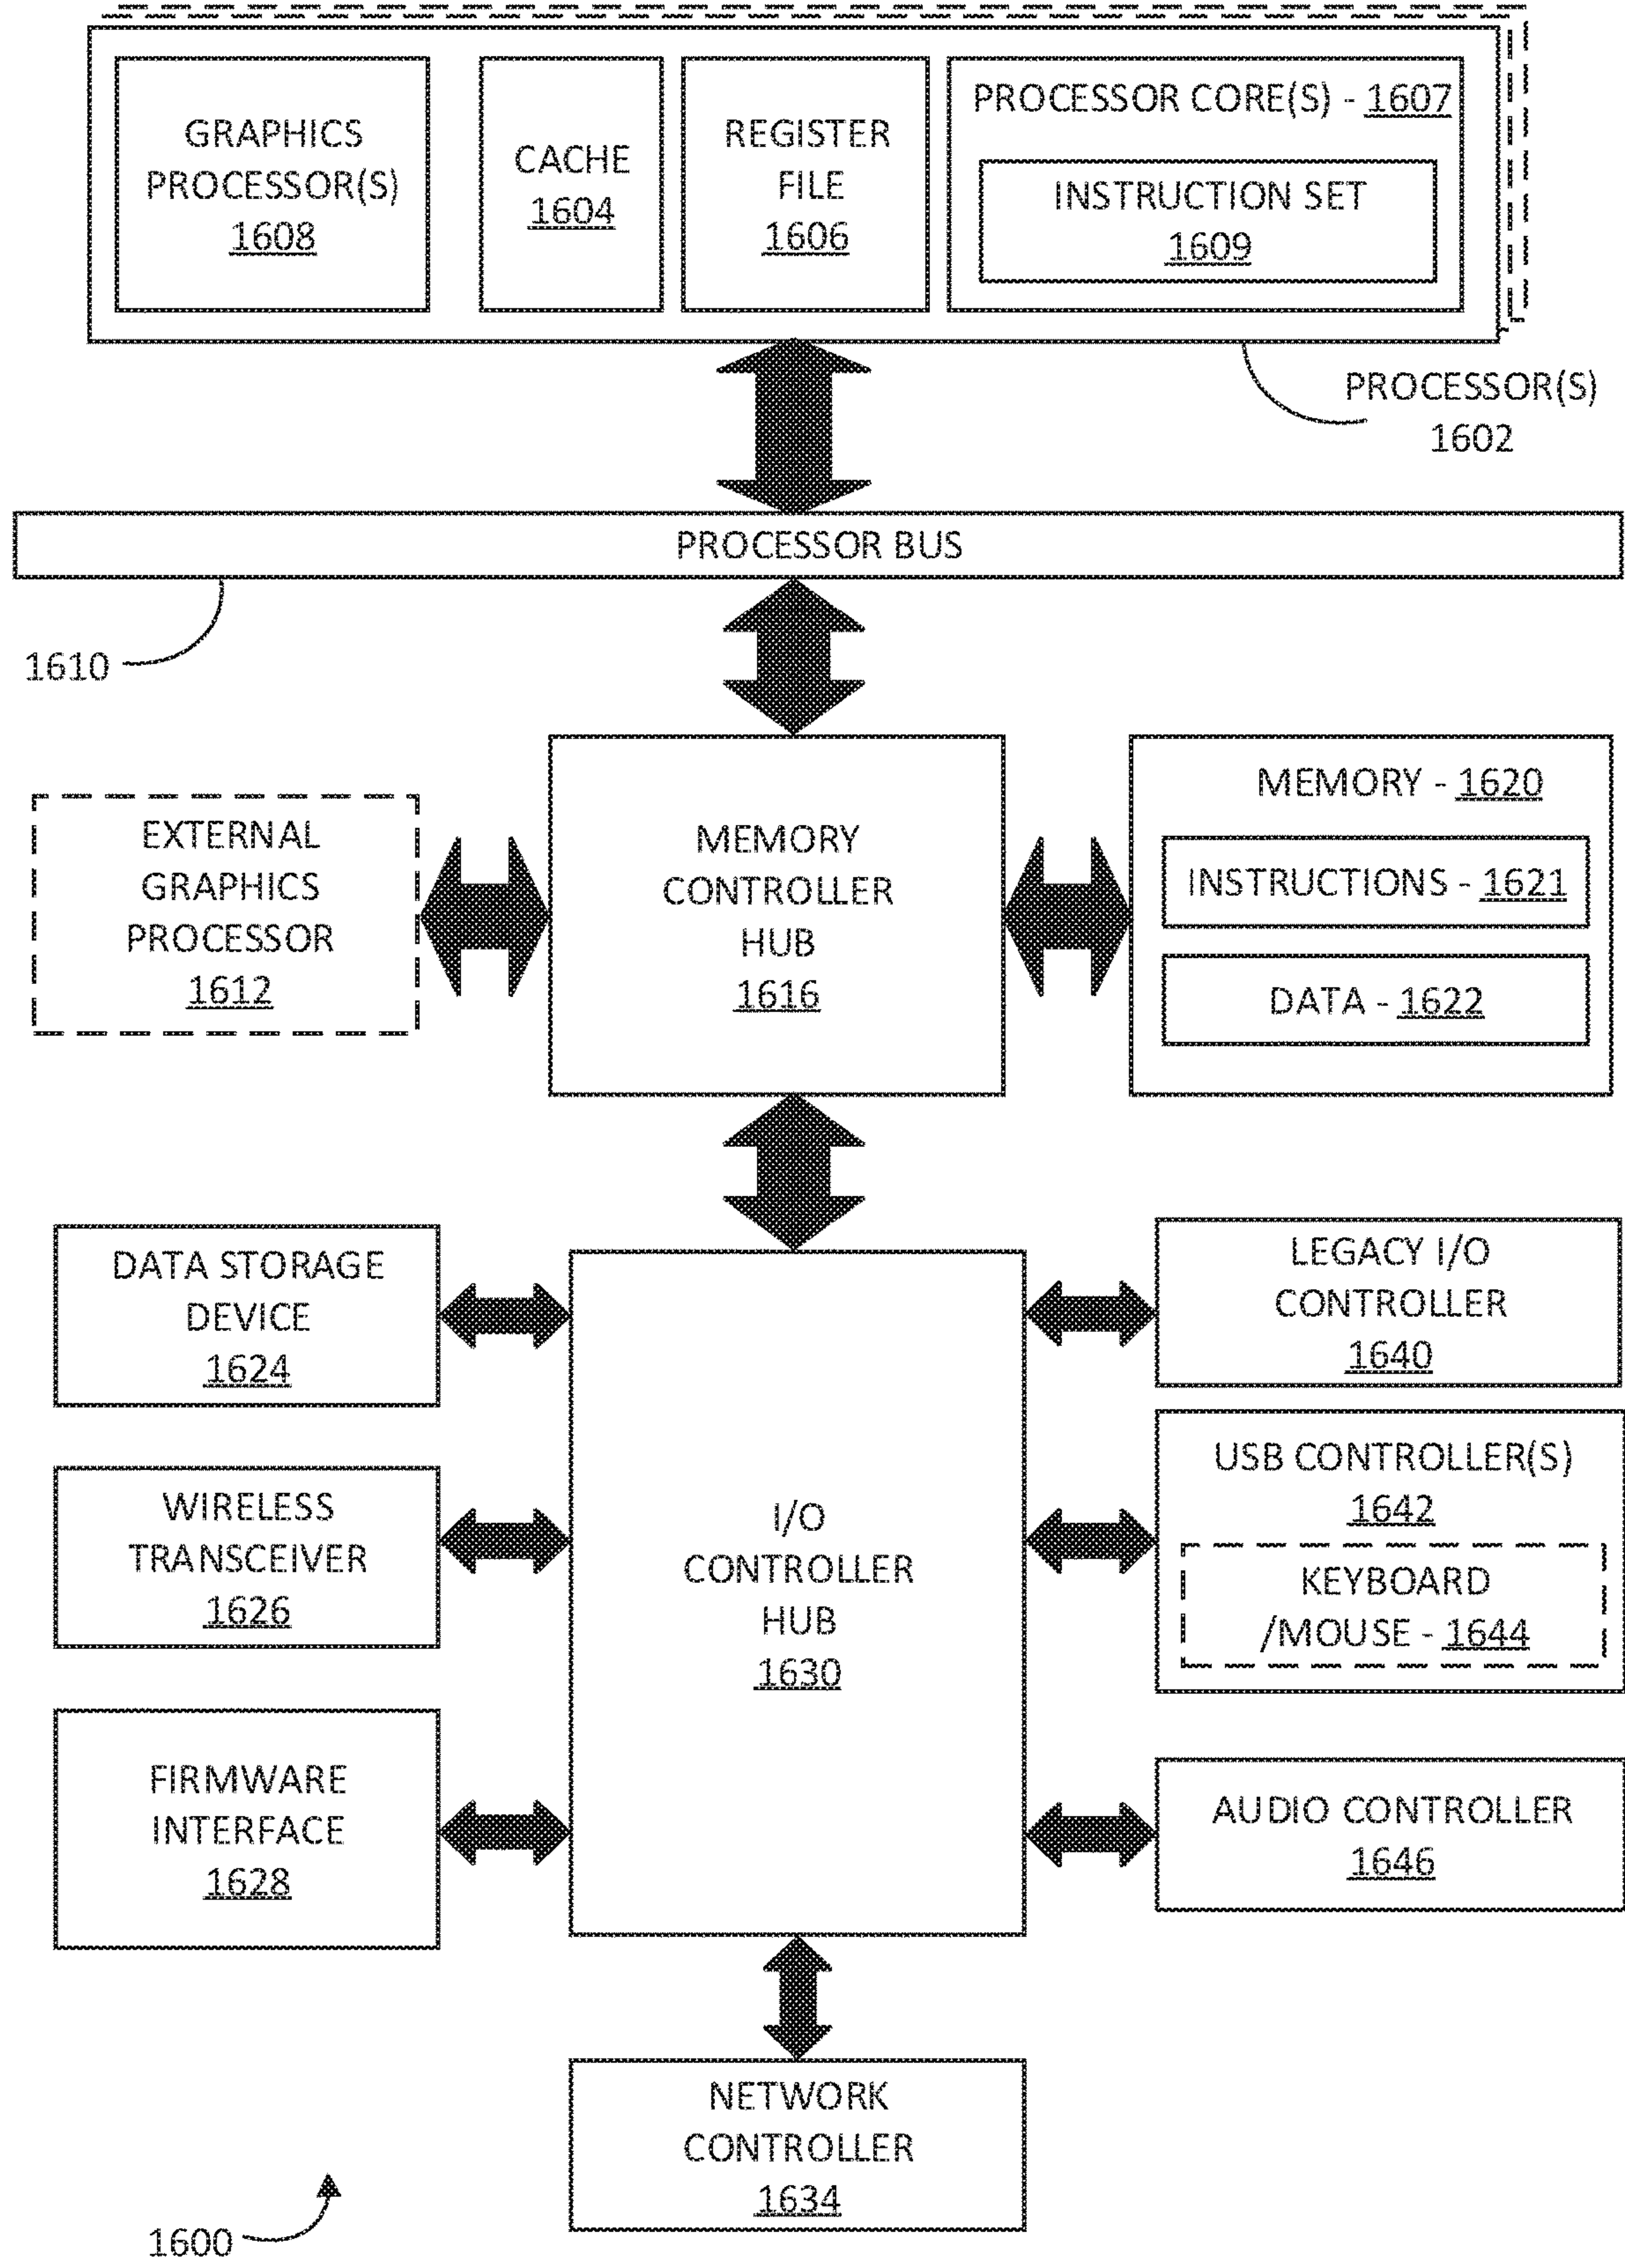 GRAPHICS
PROCESSOR(S)
1608
CACHE
1604
REGISTER
FILE
1606
PROCESSOR CORE(S) - 1607
INSTRUCTION SET
1609
PROCESSOR(S)
1602
PROCESSOR BUS
1610
EXTERNAL
GRAPHICS
PROCESSOR
1612
MEMORY
CONTROLLER
HUB
1616
MEMORY - 1620
INSTRUCTIONS - 1621
DATA - 1622
DATA STORAGE
DEVICE
1624
WIRELESS
TRANSCEIVER
1626
FIRMWARE
INTERFACE
1628
I/O
CONTROLLER
HUB
1630
LEGACY I/O
CONTROLLER
1640
USB CONTROLLER(S)
1642
KEYBOARD
/MOUSE - 1644
AUDIO CONTROLLER
1646
NETWORK
CONTROLLER
1634
1600